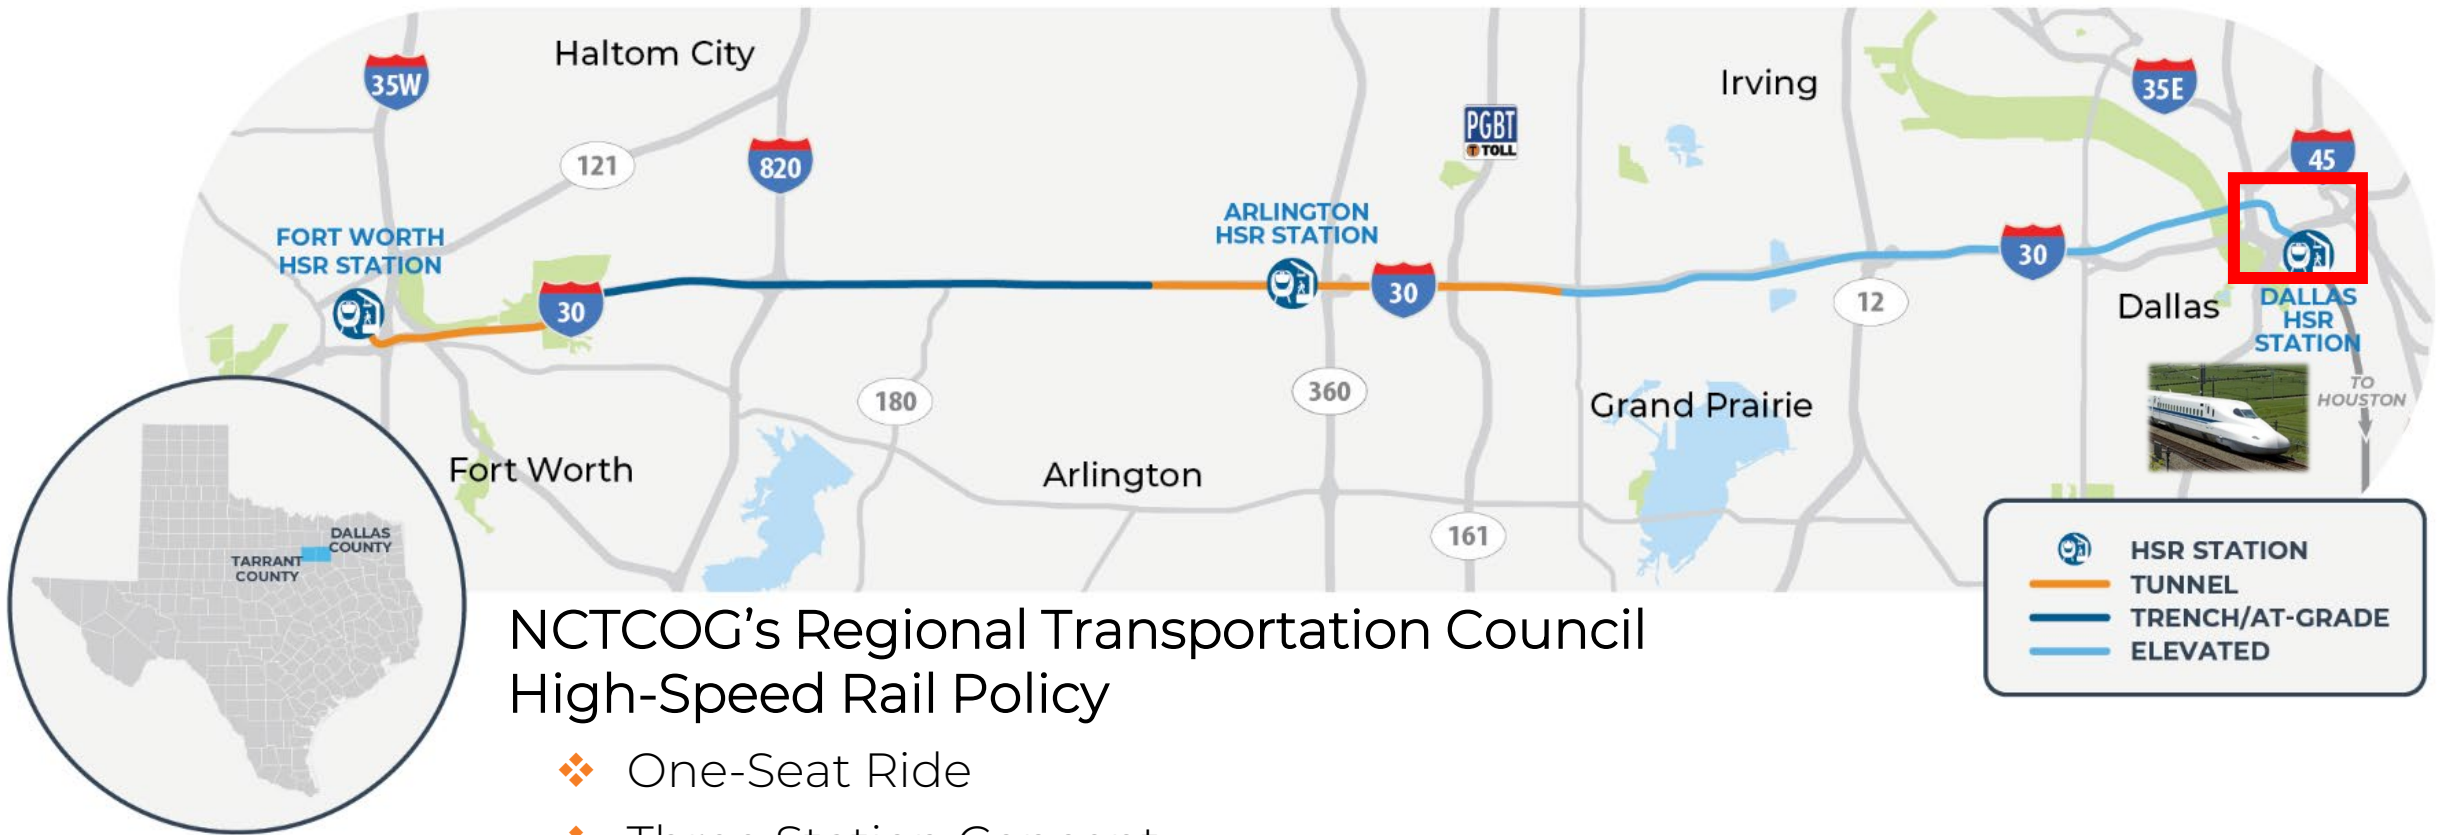 Haltom City
35W
Irving
35E
PGBT
T TOLL
121
820
45
ARLINGTON
HSR STATION
FORT WORTH
HSR STATION
30
30
30
12
Dallas
DALLAS
HSR
STATION
TO
HOUSTON
180
360
Grand Prairie
Fort Worth
Arlington
161
DALLAS
COUNTY
TARRANT
COUNTY
HSR STATION
TUNNEL
TRENCH/AT-GRADE
ELEVATED
NCTCOG’s Regional Transportation Council
High-Speed Rail Policy
❖ One-Seat Ride
Three Station Concept